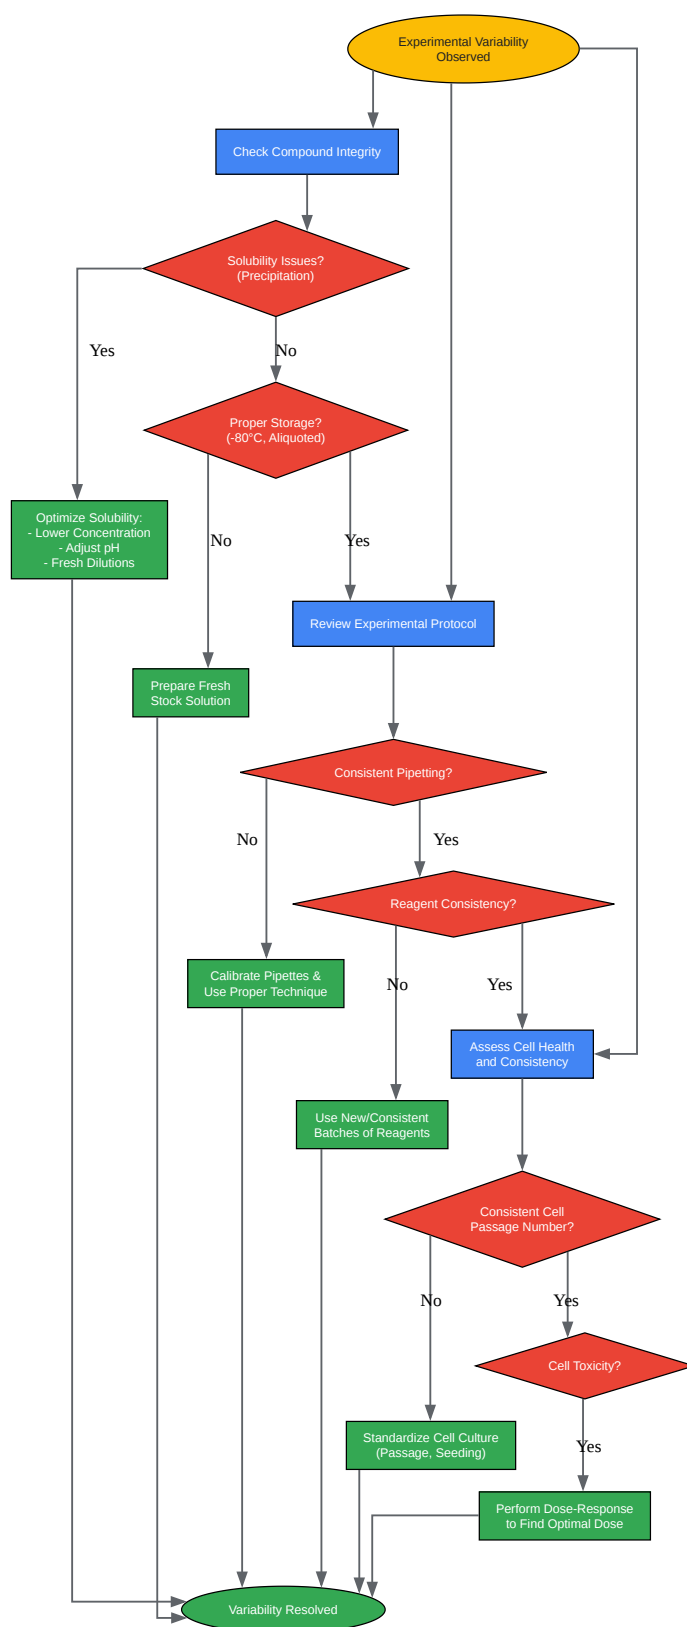 Experimental Variability
Observed
Check Compound Integrity
Solubility Issues?
(Precipitation)
Yes
No
Proper Storage?
(-80°C, Aliquoted)
Optimize Solubility:
- Lower Concentration
- Adjust pH
- Fresh Dilutions
No
Yes
Review Experimental Protocol
Prepare Fresh
Stock Solution
Consistent Pipetting?
No
Yes
Reagent Consistency?
Calibrate Pipettes &
Use Proper Technique
No
Yes
Assess Cell Health
and Consistency
Use New/Consistent
Batches of Reagents
Consistent Cell
Passage Number?
No
Yes
Cell Toxicity?
Standardize Cell Culture
(Passage, Seeding)
Yes
Perform Dose-Response
to Find Optimal Dose
Variability Resolved